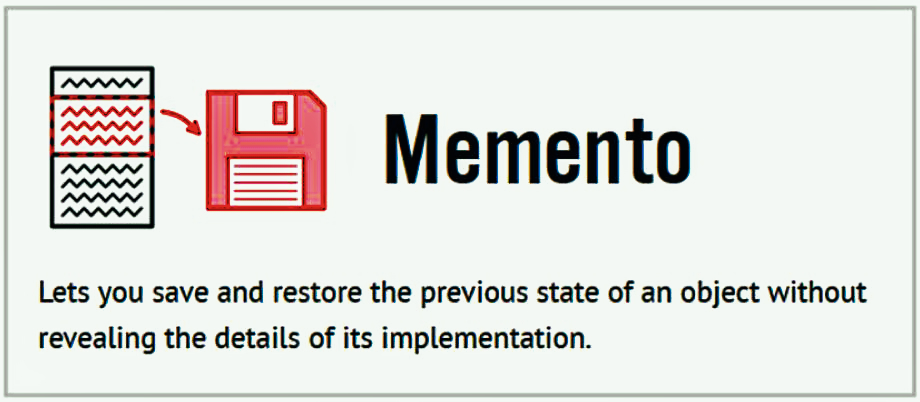 Memento
Lets you save and restore the previous state of an object without
revealing the details of its implementation.